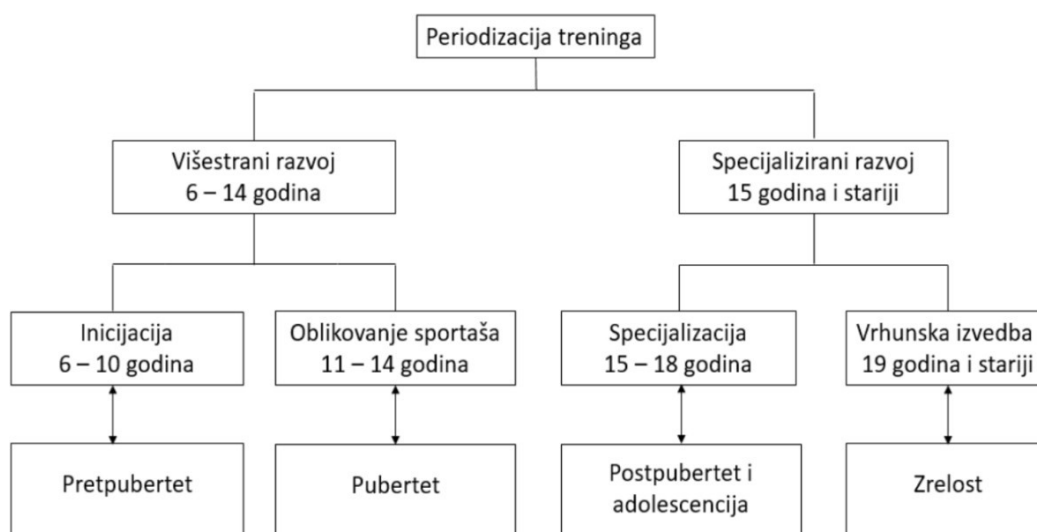 Periodizacija treninga
Višestrani razvoj
6 – 14 godina
Specijalizirani razvoj
15 godina i stariji
Inicijacija
6 – 10 godina
Oblikovanje sportaša
11 – 14 godina
Specijalizacija
15 – 18 godina
Vrhunska izvedba
19 godina i stariji
Pretpubertet
Pubertet
Postpubertet i
adolescencija
Zrelost